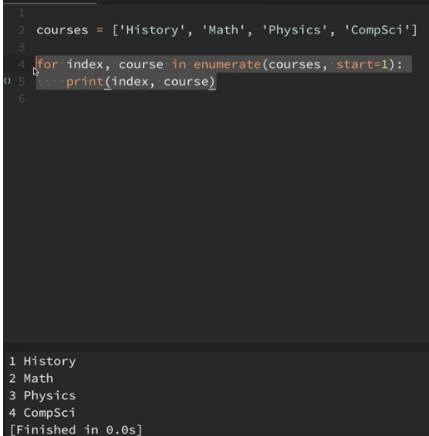 1
2 courses = ['History', 'Math', 'Physics', 'CompSci']
3
4 for index, course in enumerate(courses, start=1):
5     print(index, course)
6
1 History
2 Math
3 Physics
4 CompSci
[Finished in 0.0s]